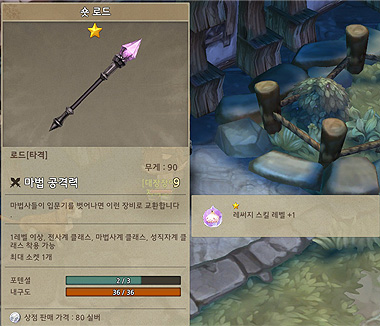 숏 로드
로드[타격]
무게 : 90
마법 공격력 [대상상] 9
마법사들이 입문기를 벗어나면 이런 장비로 교환합니다
1레벨 이상, 전사계 클래스, 마법사계 클래스, 성직자계 클래스 착용 가능
최대 소켓 1개
포텐셜 2 / 3
내구도 36 / 36
상점 판매 가격 : 80 실버
레써지 스킬 레벨 +1